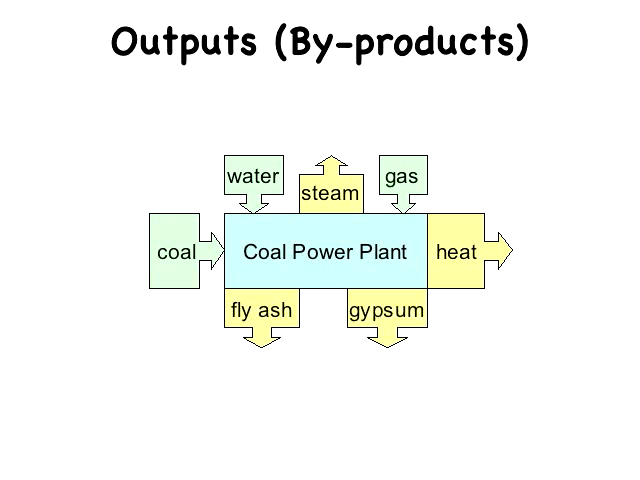 Outputs (By-products)
water
steam
gas
coal
Coal Power Plant
heat
fly ash
gypsum